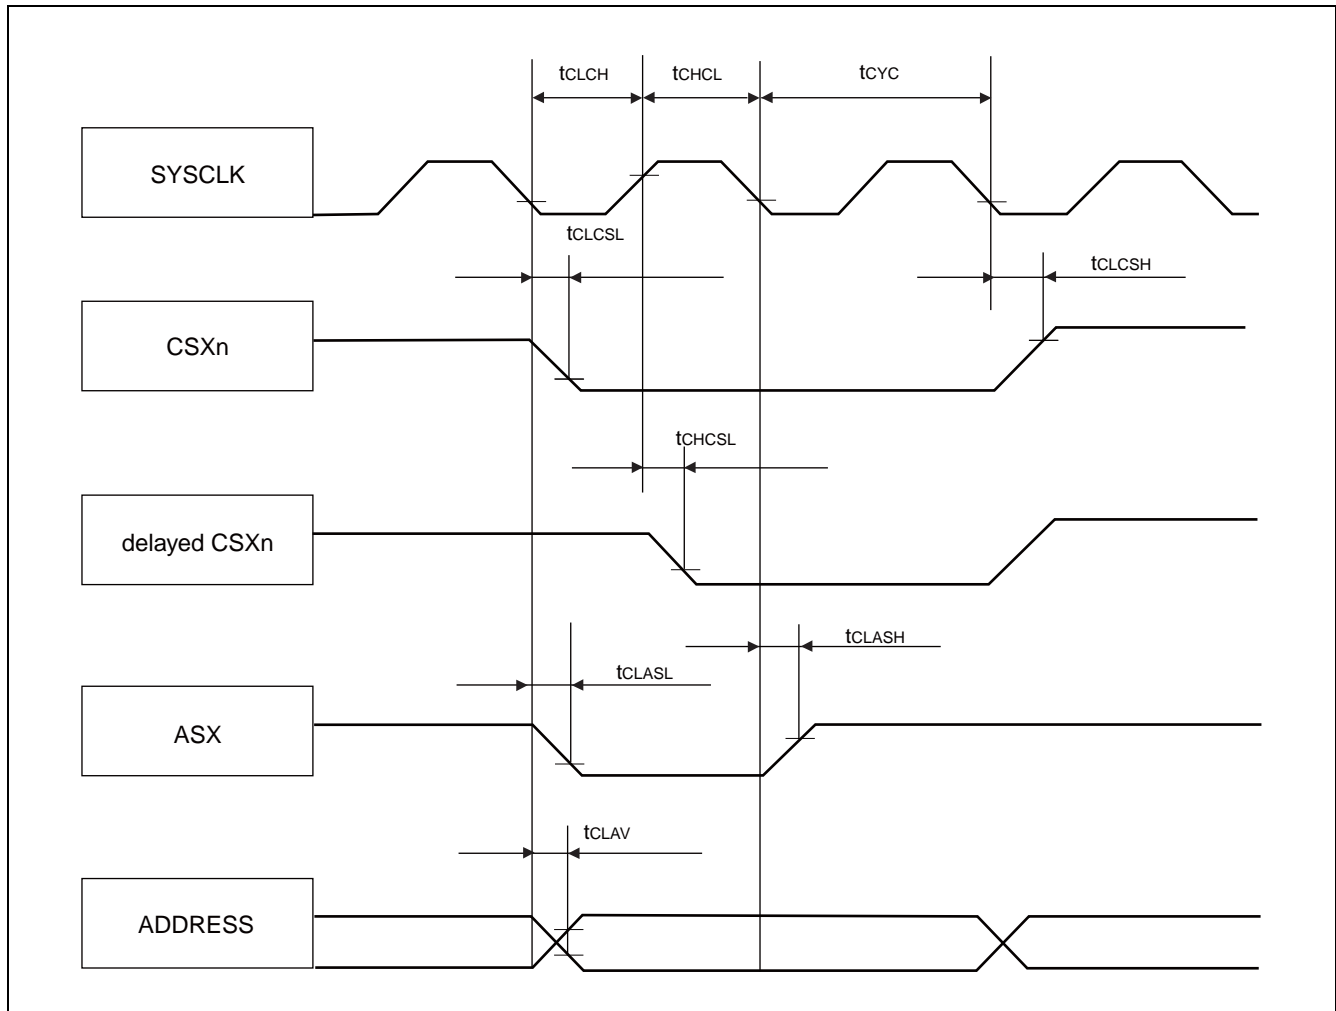 tCLCH
tCHCL
tCYC
SYSCLK
tCLCSL
tCLCSH
CSXn
tCHCSL
delayed CSXn
tCLASH
tCLASL
ASX
tCLAV
ADDRESS